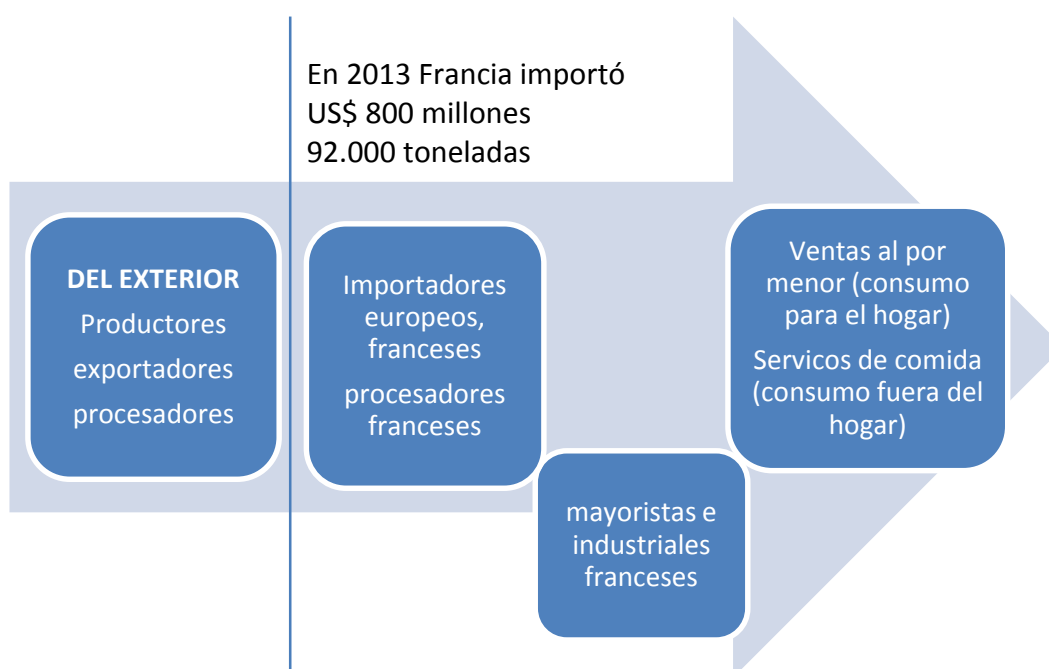 En 2013 Francia importó
US$ 800 millones
92.000 toneladas
DEL EXTERIOR
Productores
exportadores
procesadores
Importadores
europeos,
franceses
procesadores
franceses
mayoristas e
industriales
franceses
Ventas al por
menor (consumo
para el hogar)
Servicos de comida
(consumo fuera del
hogar)